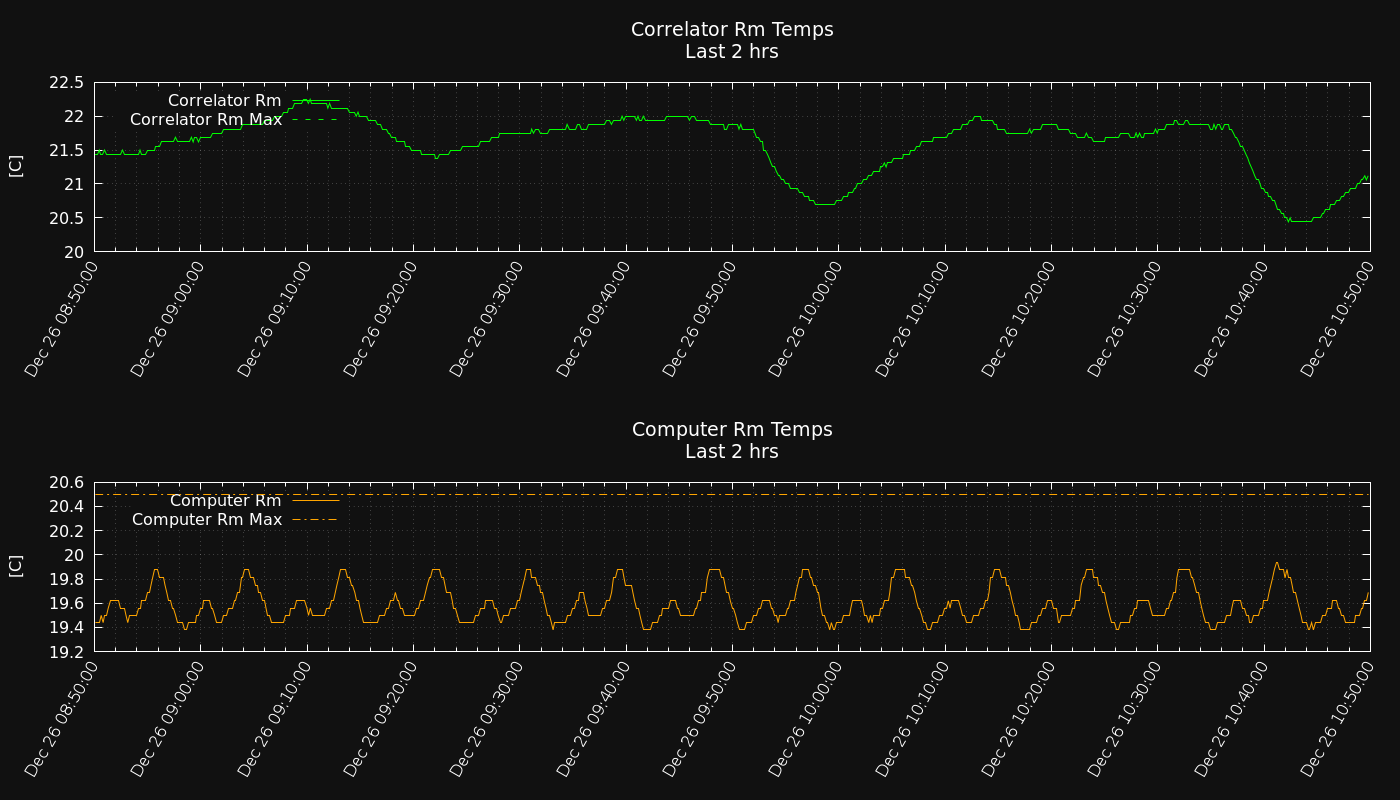 Correlator Rm Temps
Last 2 hrs
22.5
22
21.5
21
20.5
20
[C]
Correlator Rm
Correlator Rm Max
Dec 26 08:50:00
Dec 26 09:00:00
Dec 26 09:10:00
Dec 26 09:20:00
Dec 26 09:30:00
Dec 26 09:40:00
Dec 26 09:50:00
Dec 26 10:00:00
Dec 26 10:10:00
Dec 26 10:20:00
Dec 26 10:30:00
Dec 26 10:40:00
Dec 26 10:50:00
Computer Rm Temps
Last 2 hrs
20.6
20.4
20.2
20
19.8
19.6
19.4
19.2
[C]
Computer Rm
Computer Rm Max
Dec 26 08:50:00
Dec 26 09:00:00
Dec 26 09:10:00
Dec 26 09:20:00
Dec 26 09:30:00
Dec 26 09:40:00
Dec 26 09:50:00
Dec 26 10:00:00
Dec 26 10:10:00
Dec 26 10:20:00
Dec 26 10:30:00
Dec 26 10:40:00
Dec 26 10:50:00